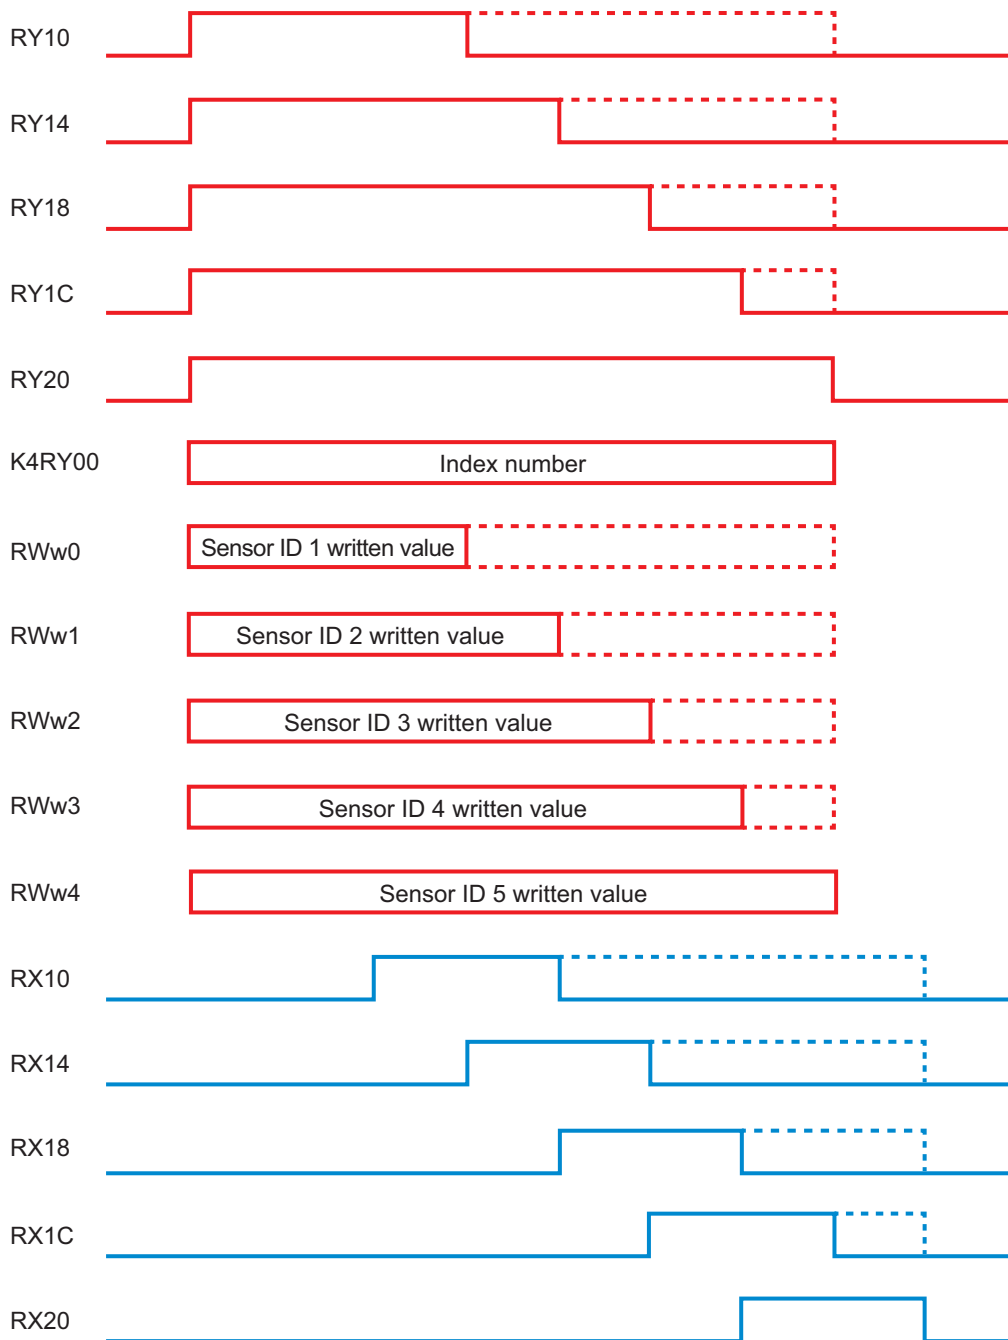 RY10
RY14
RY18
RY1C
RY20
K4RY00 Index number
RWw0 Sensor ID 1 written value
RWw1 Sensor ID 2 written value
RWw2 Sensor ID 3 written value
RWw3 Sensor ID 4 written value
RWw4 Sensor ID 5 written value
RX10
RX14
RX18
RX1C
RX20